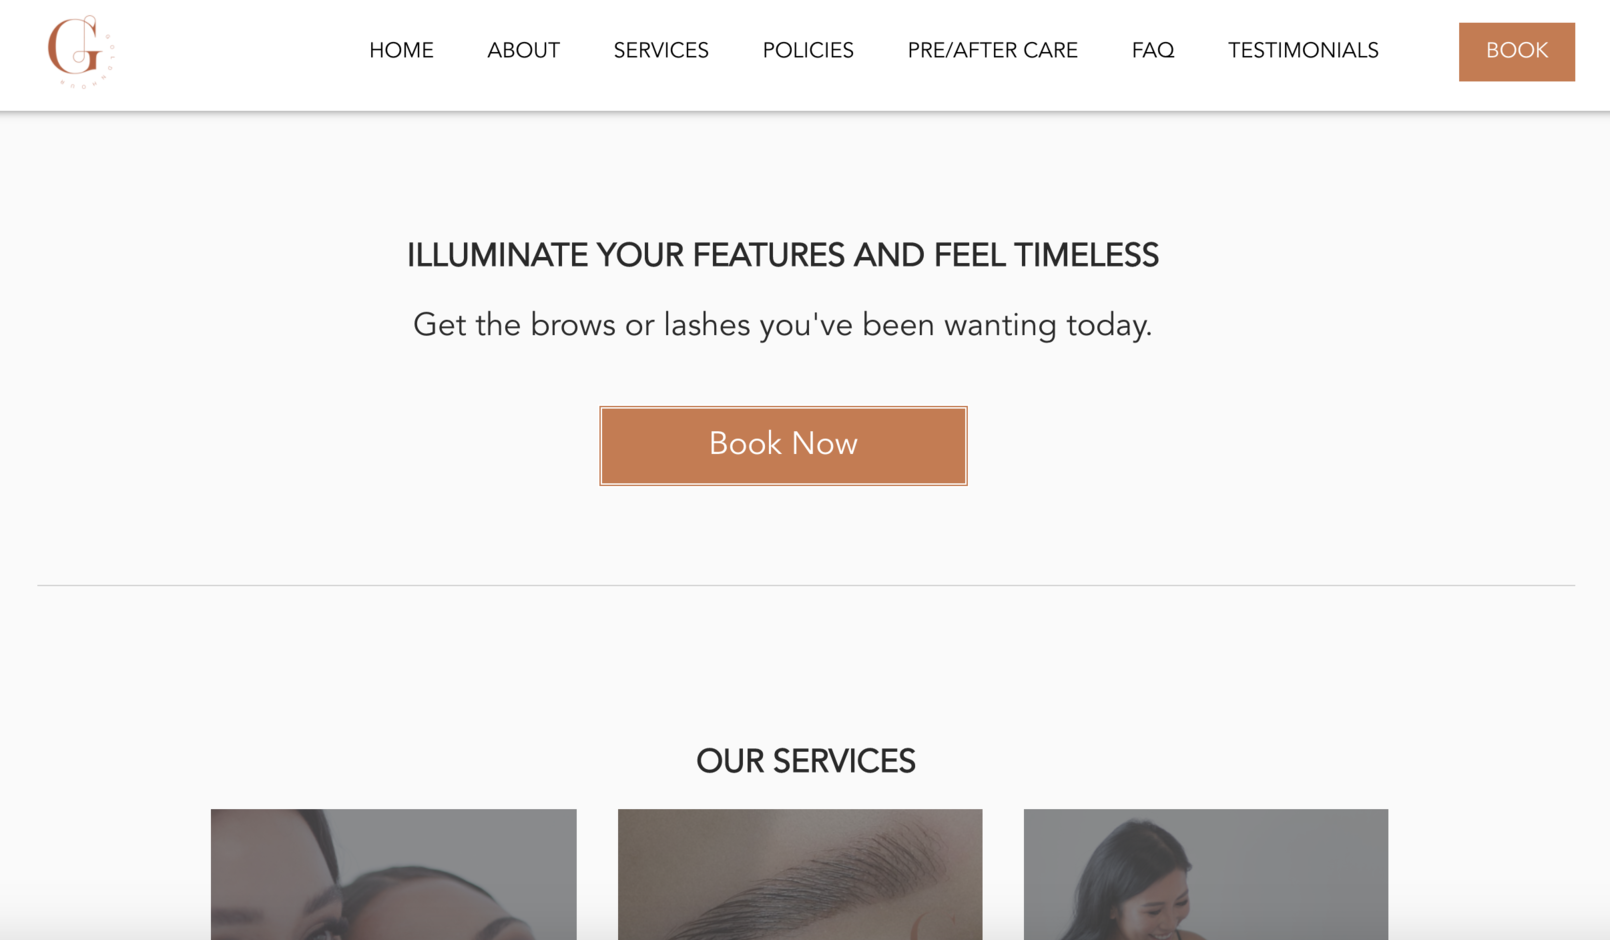 G
HOME ABOUT SERVICES POLICIES PRE/AFTER CARE FAQ TESTIMONIALS BOOK
ILLUMINATE YOUR FEATURES AND FEEL TIMELESS
Get the brows or lashes you've been wanting today.
Book Now
OUR SERVICES